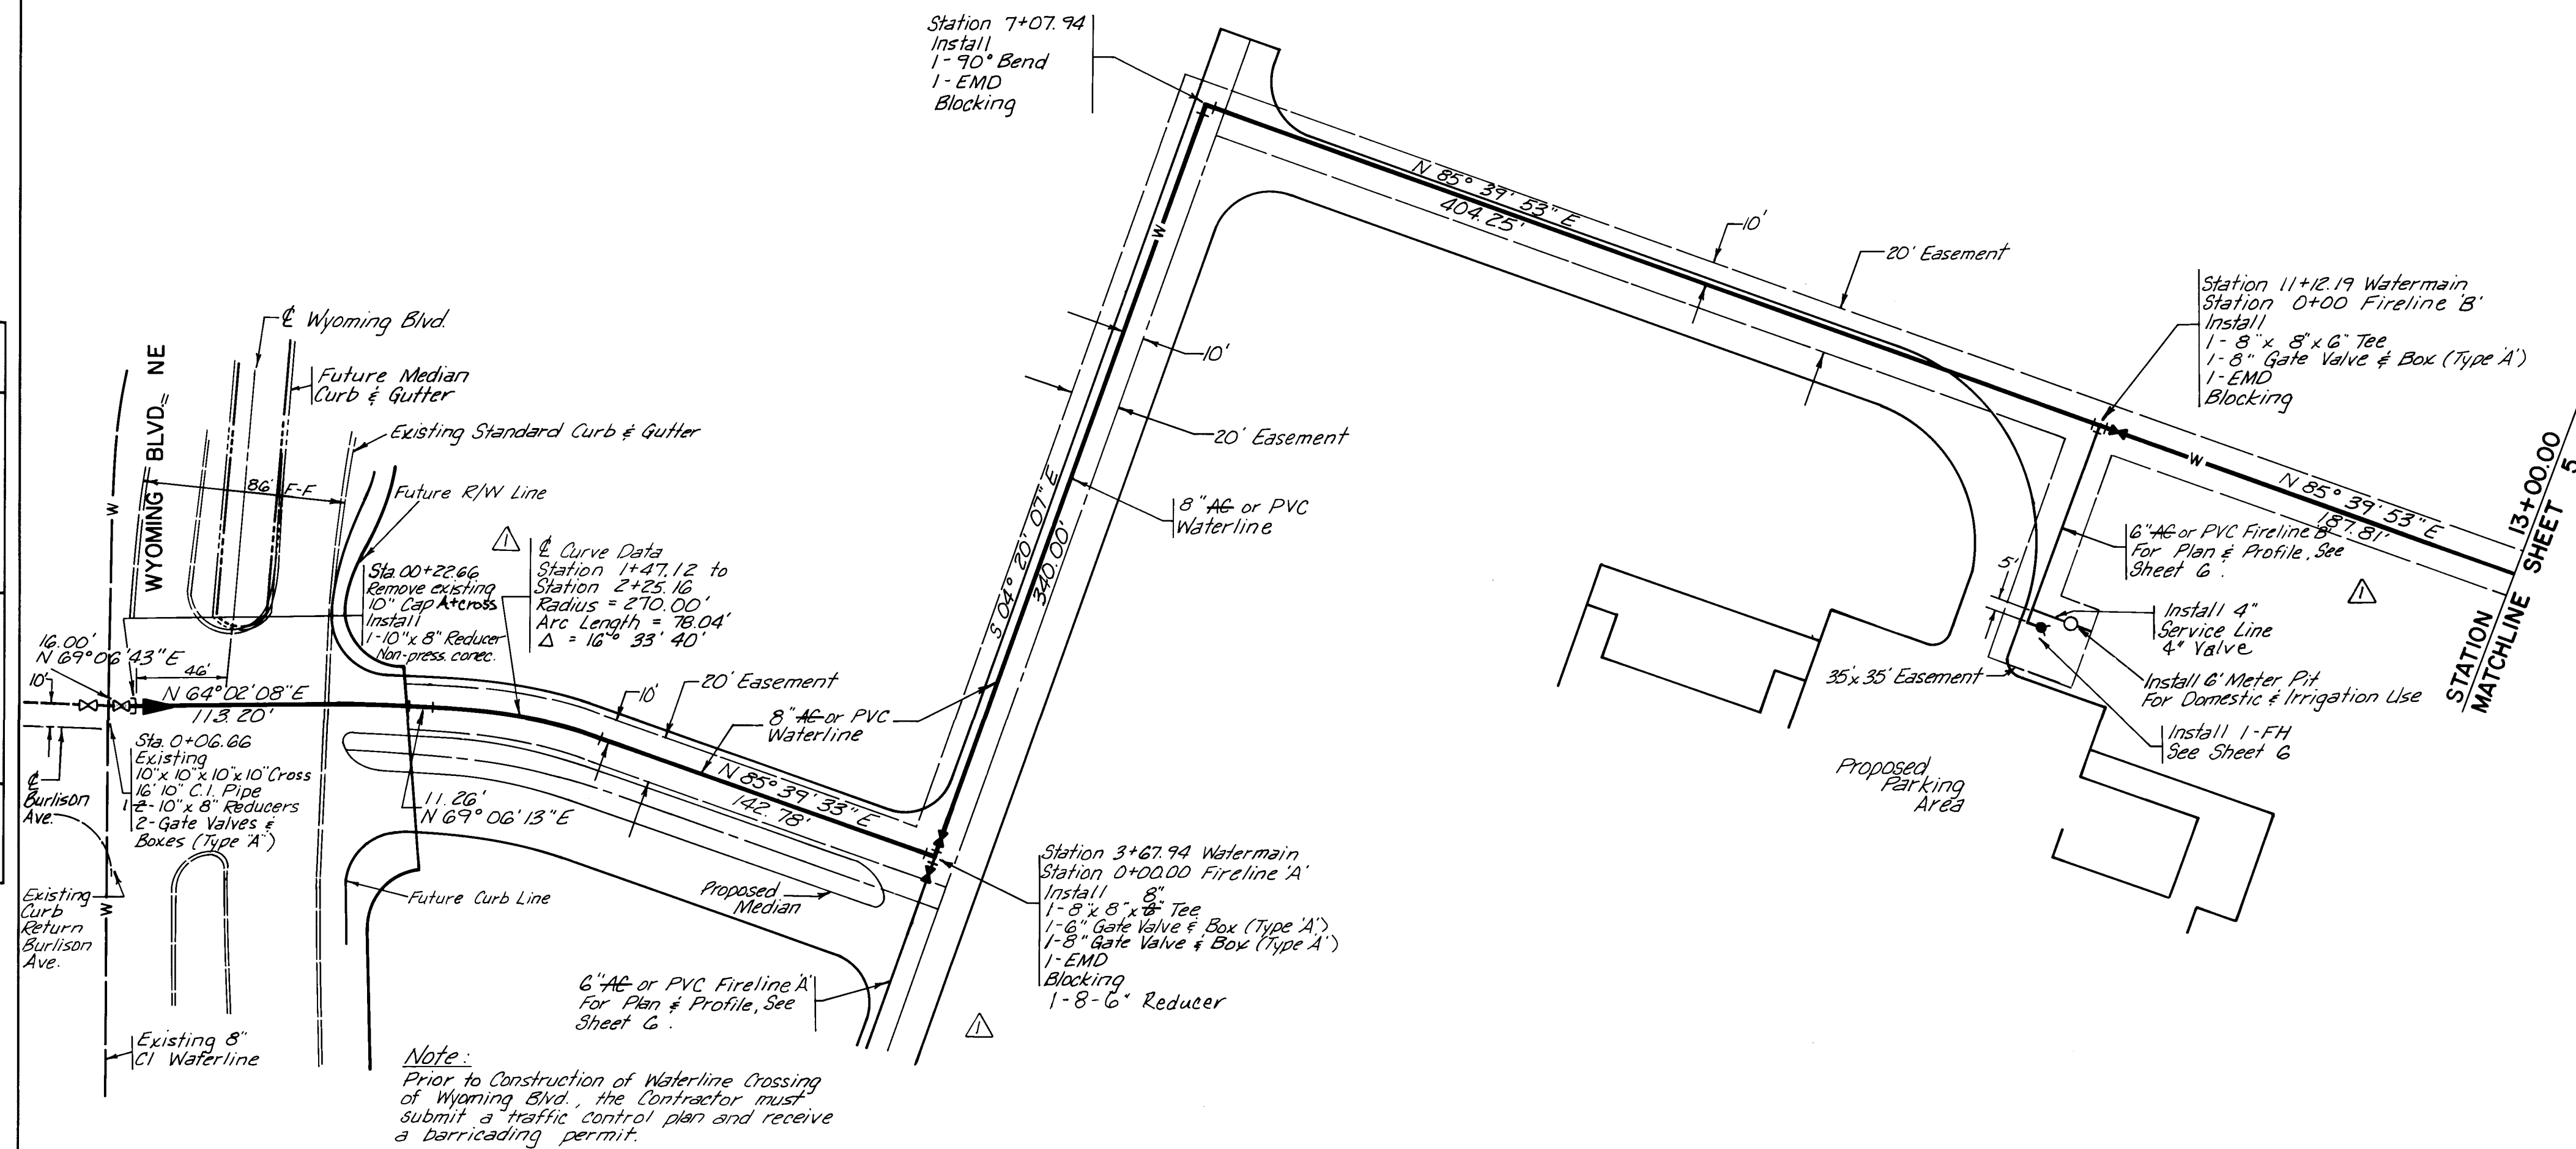 Station 7+07.94
Install
1-90° Bend
1-EMD
Blocking
N 85° 39' 53" E
404.25'
10'
20' Easement
Station 11+12.19 Watermain
Station 0+00 Fireline 'B'
Install
1- 8" x 8" x 6" Tee
1-8" Gate Valve & Box (Type 'A')
1-EMD
Blocking
W
10'
20' Easement
8" AC or PVC
Waterline
S 04° 20' 07" E
340.00'
W
N 85° 39' 53" E
187.81'
STATION 13+00.00
MATCHLINE SHEET 5
6" AC or PVC Fireline 'B'
For Plan & Profile, See
Sheet 6.
1
5'
Install 4"
Service Line
4" Valve
Install 6' Meter Pit
For Domestic & Irrigation Use
35'x35' Easement
Install 1-FH
See Sheet 6
Proposed
Parking
Area
℄ Wyoming Blvd.
WYOMING BLVD. NE
Future Median
Curb & Gutter
Existing Standard Curb & Gutter
86' F-F
Future R/W Line
W
Sta. 00+22.66
Remove existing
10" Cap At cross
Install
1-10"x 8" Reducer
Non-press. conec.
1
℄ Curve Data
Station 1+47.12 to
Station 2+25.16
Radius = 270.00'
Arc Length = 78.04'
Δ = 16° 33' 40"
16.00'
N 69° 06' 43" E
10'
46'
N 64° 02' 08" E
113.20'
10'
20' Easement
8" AC or PVC
Waterline
N 85° 39' 33" E
142.78'
11.26'
N 69° 06' 13" E
Sta. 0+06.66
Existing
10"x 10"x 10"x 10" Cross
16' 10" C.I. Pipe
1 2-10"x 8" Reducers
2-Gate Valves &
Boxes (Type "A")
℄
Burlison
Ave.
Existing
Curb
Return
Burlison
Ave.
W
Future Curb Line
Proposed
Median
Station 3+67.94 Watermain
Station 0+00.00 Fireline 'A'
Install 8"
1-8"x 8"x 6" Tee
1-6" Gate Valve & Box (Type 'A')
1-8" Gate Valve & Box (Type 'A')
1-EMD
Blocking
1-8-6" Reducer
6" AC or PVC Fireline 'A'
For Plan & Profile, See
Sheet 6.
1
Existing 8"
CI Waterline
Note:
Prior to Construction of Waterline Crossing
of Wyoming Blvd., the Contractor must
submit a traffic control plan and receive
a barricading permit.